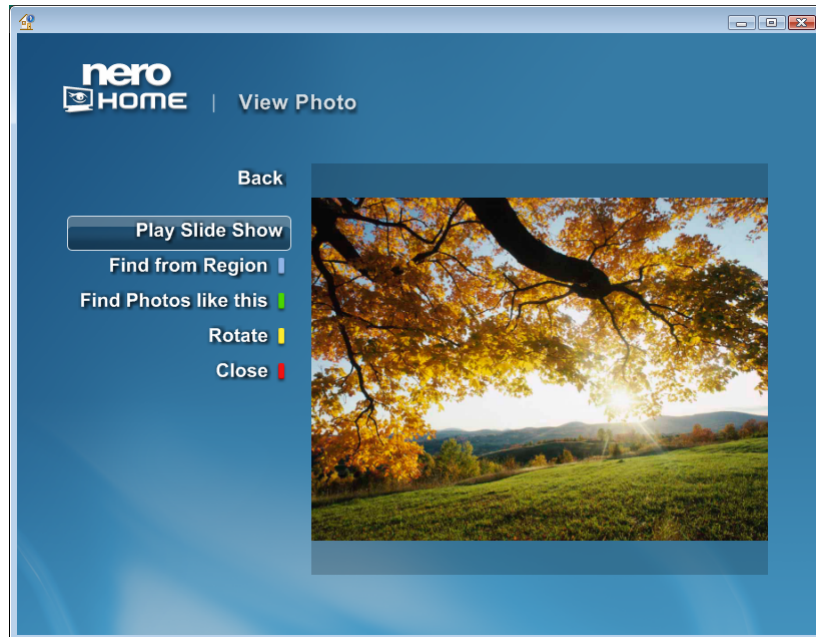 nero
HOME | View Photo
Back
Play Slide Show
Find from Region
Find Photos like this
Rotate
Close